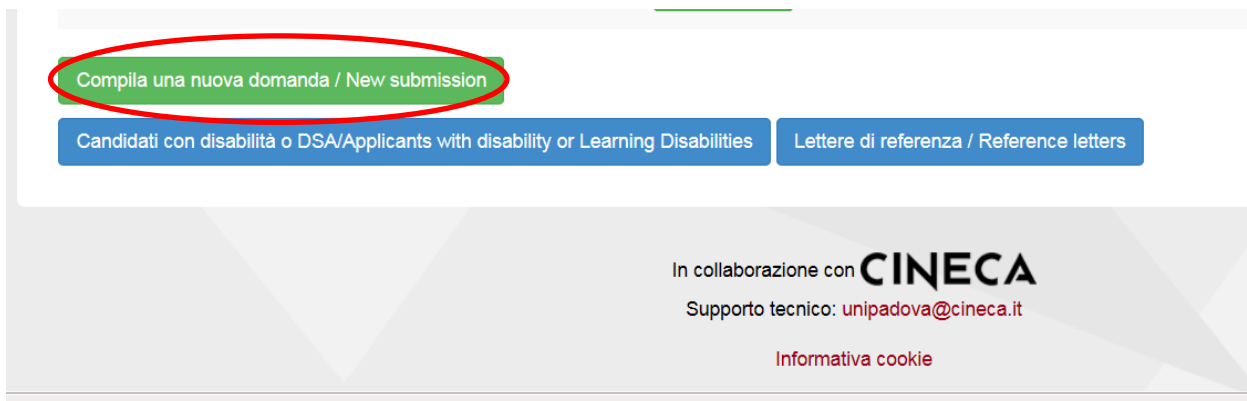 Compila una nuova domanda / New submission
Candidati con disabilità o DSA/Applicants with disability or Learning Disabilities
Lettere di referenza / Reference letters
In collaborazione con CINECA
Supporto tecnico: unipadova@cineca.it
Informativa cookie